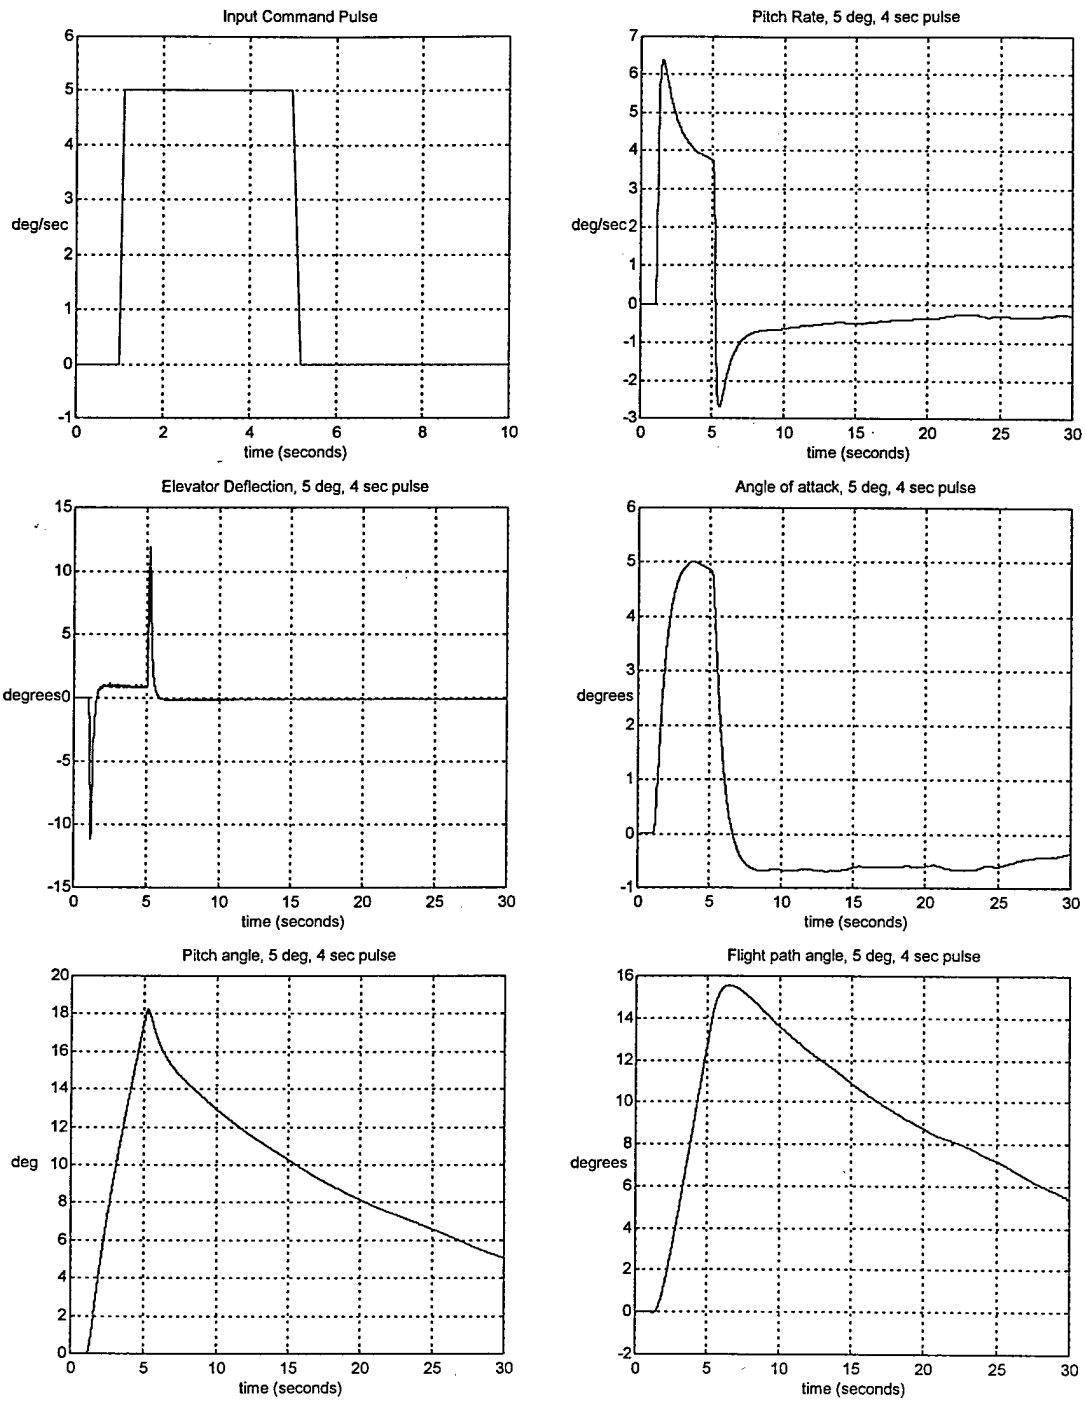 Input Command Pulse
6
5
4
3
deg/sec
2
1
0
-1
0 2 4 6 8 10
time (seconds)
Pitch Rate, 5 deg, 4 sec pulse
7
6
5
4
3
deg/sec2
1
0
-1
-2
-3
0 5 10 15 20 25 30
time (seconds)
Elevator Deflection, 5 deg, 4 sec pulse
15
10
5
degrees0
-5
-10
-15
0 5 10 15 20 25 30
time (seconds)
Angle of attack, 5 deg, 4 sec pulse
6
5
4
3
degrees
2
1
0
-1
0 5 10 15 20 25 30
time (seconds)
Pitch angle, 5 deg, 4 sec pulse
20
18
16
14
12
deg 10
8
6
4
2
0
0 5 10 15 20 25 30
time (seconds)
Flight path angle, 5 deg, 4 sec pulse
16
14
12
10
8
degrees
6
4
2
0
-2
0 5 10 15 20 25 30
time (seconds)